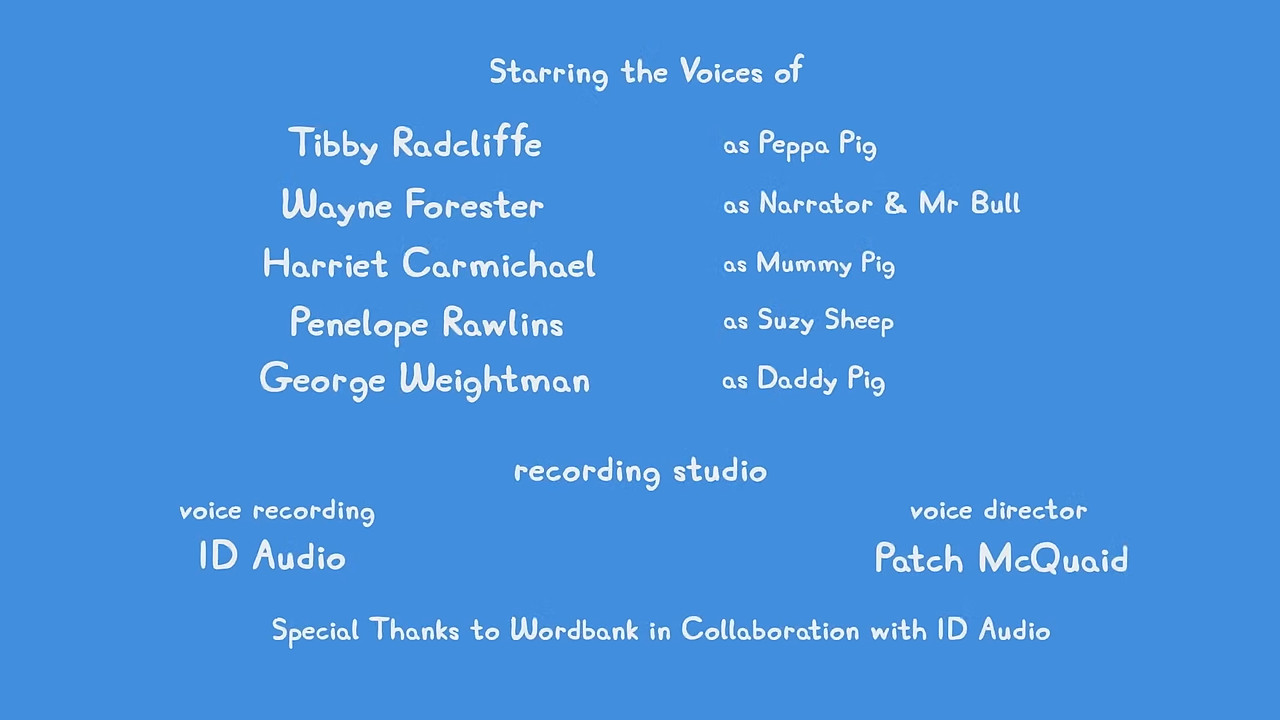 Starring the Voices of
Tibby Radcliffe as Peppa Pig
Wayne Forester as Narrator & Mr Bull
Harriet Carmichael as Mummy Pig
Penelope Rawlins as Suzy Sheep
George Weightman as Daddy Pig
recording studio
voice recording voice director
ID Audio Patch McQuaid
Special Thanks to Wordbank in Collaboration with ID Audio